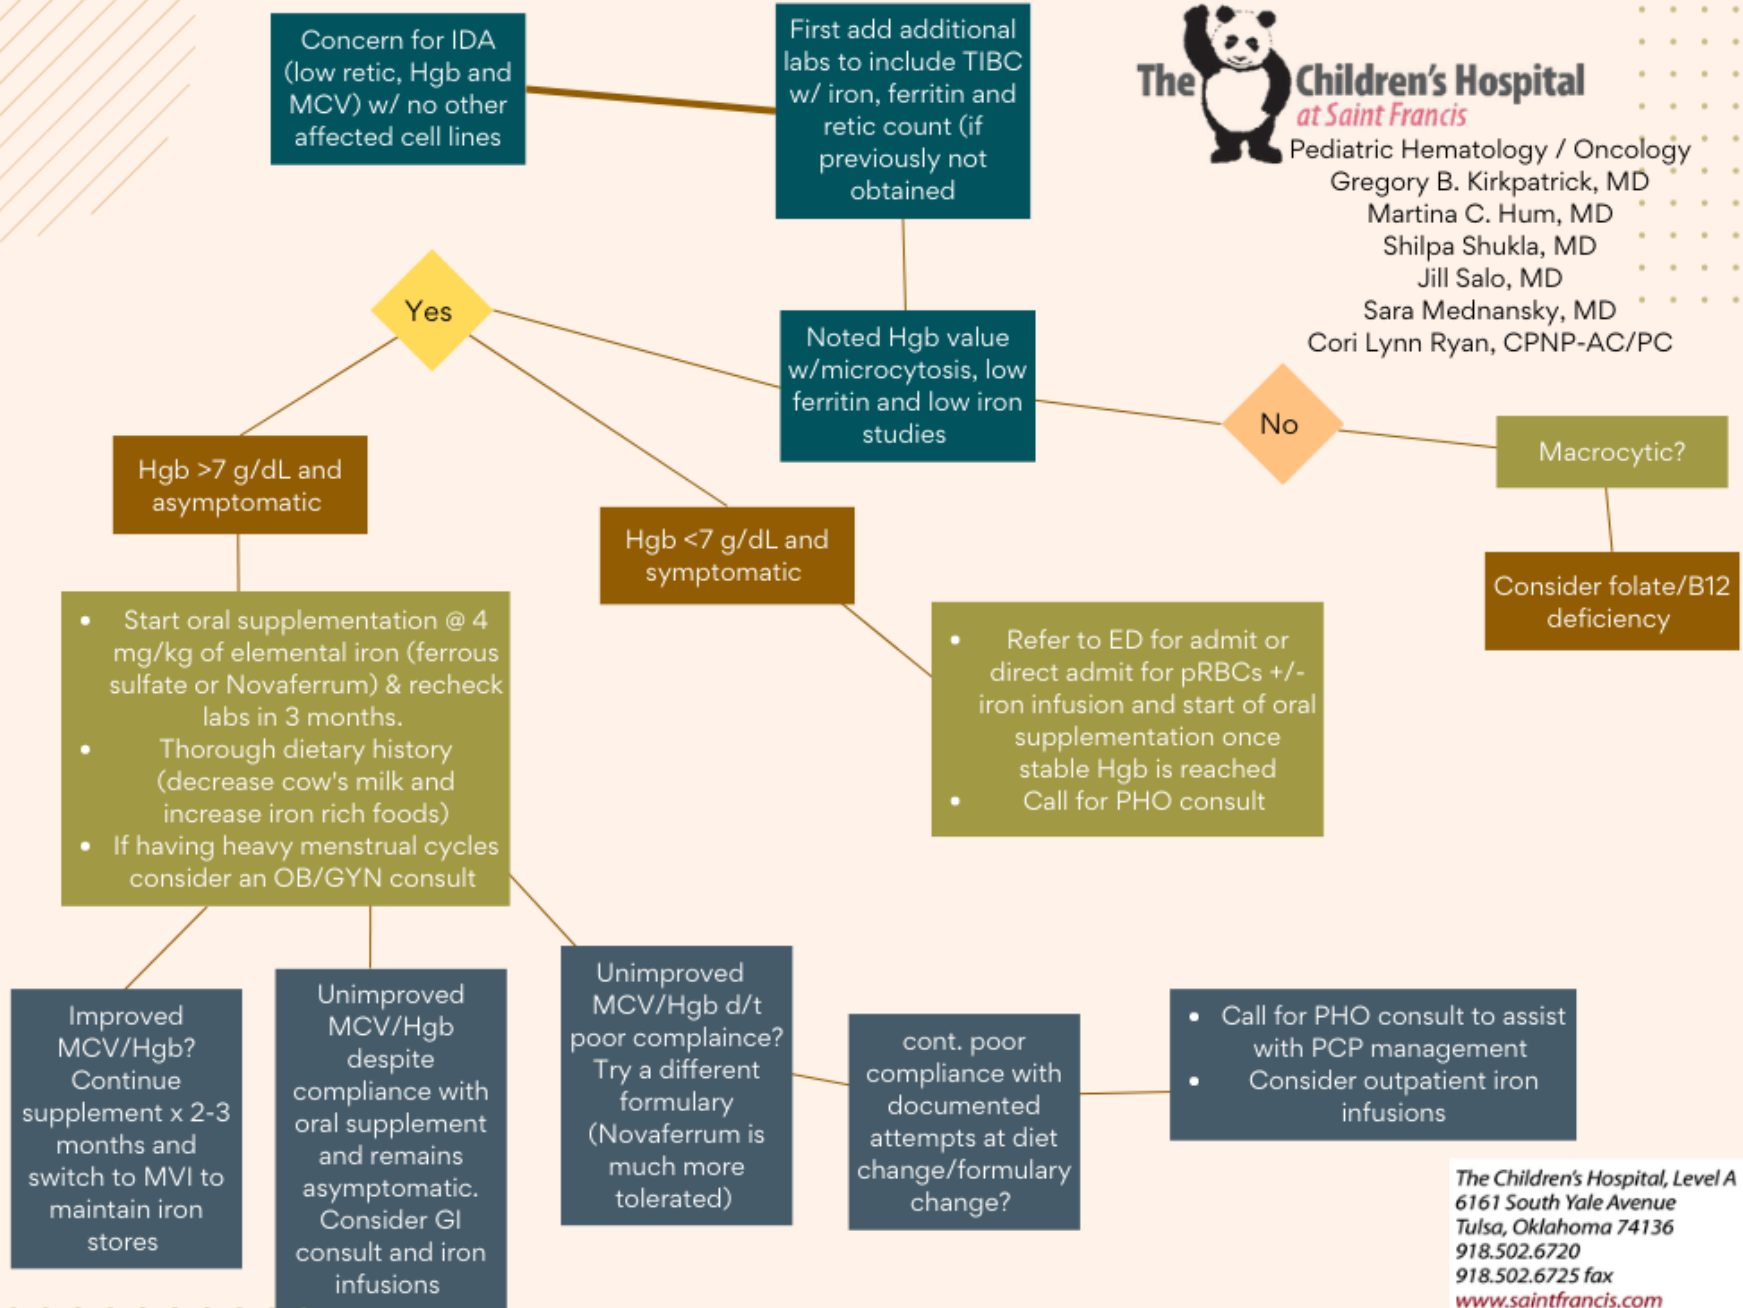 Concern for IDA
(low retic, Hgb and
MCV) w/ no other
affected cell lines
First add additional
labs to include TIBC
w/ iron, ferritin and
retic count (if
previously not
obtained
The Children's Hospital
at Saint Francis
Pediatric Hematology / Oncology
Gregory B. Kirkpatrick, MD
Martina C. Hum, MD
Shilpa Shukla, MD
Jill Salo, MD
Sara Mednansky, MD
Cori Lynn Ryan, CPNP-AC/PC
Yes
Noted Hgb value
w/microcytosis, low
ferritin and low iron
studies
No
Macrocytic?
Consider folate/B12
deficiency
Hgb >7 g/dL and
asymptomatic
Hgb <7 g/dL and
symptomatic
• Start oral supplementation @ 4
mg/kg of elemental iron (ferrous
sulfate or Novaferrum) & recheck
labs in 3 months.
• Thorough dietary history
(decrease cow's milk and
increase iron rich foods)
• If having heavy menstrual cycles
consider an OB/GYN consult
• Refer to ED for admit or
direct admit for pRBCs +/-
iron infusion and start of oral
supplementation once
stable Hgb is reached
• Call for PHO consult
Improved
MCV/Hgb?
Continue
supplement x 2-3
months and
switch to MVI to
maintain iron
stores
Unimproved
MCV/Hgb
despite
compliance with
oral supplement
and remains
asymptomatic.
Consider GI
consult and iron
infusions
Unimproved
MCV/Hgb d/t
poor complaince?
Try a different
formulary
(Novaferrum is
much more
tolerated)
cont. poor
compliance with
documented
attempts at diet
change/formulary
change?
• Call for PHO consult to assist
with PCP management
• Consider outpatient iron
infusions
The Children's Hospital, Level A
6161 South Yale Avenue
Tulsa, Oklahoma 74136
918.502.6720
918.502.6725 fax
www.saintfrancis.com